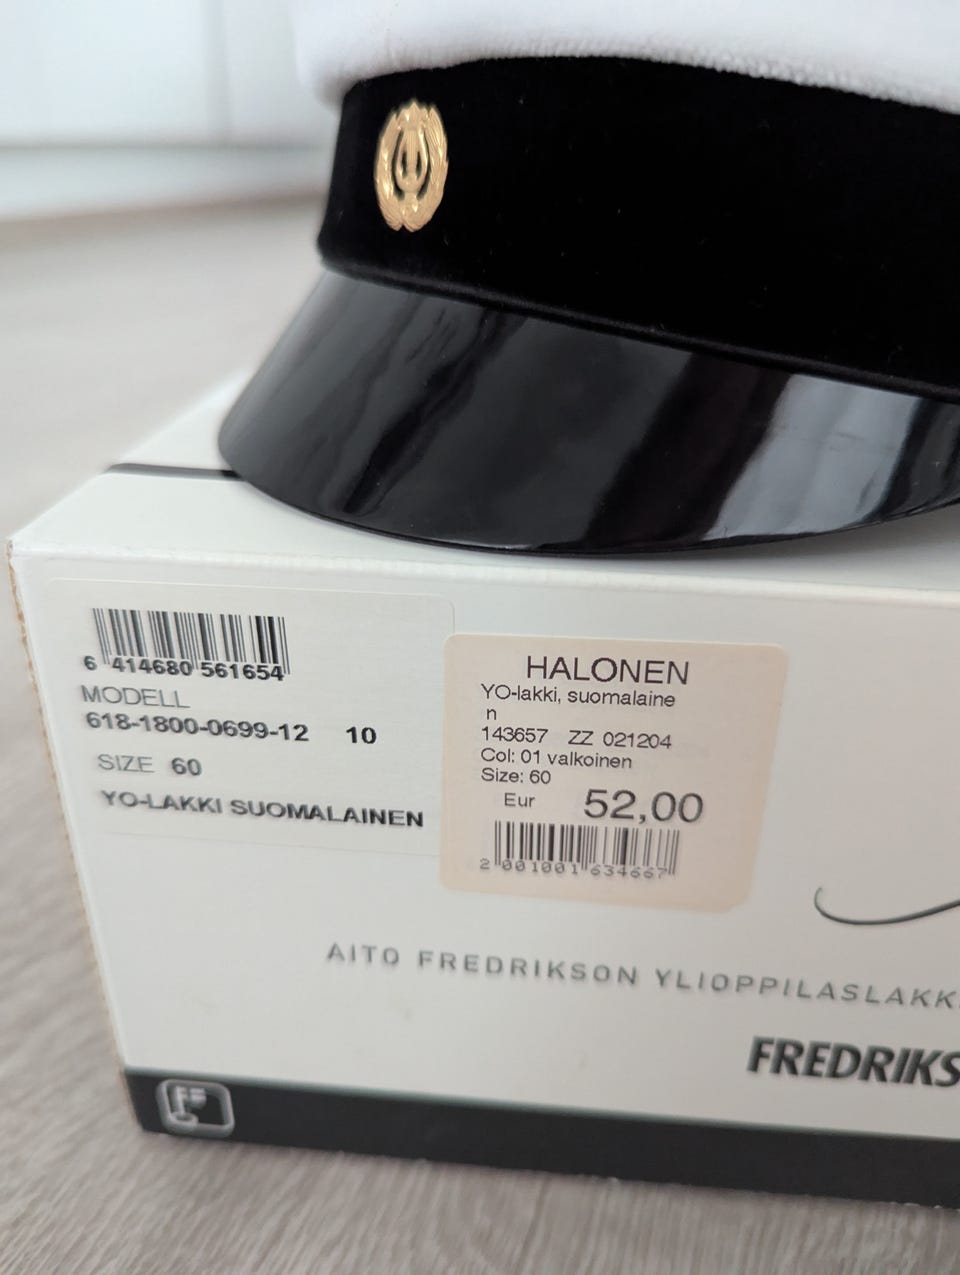 6 414680 561654
MODELL
618-1800-0699-12 10
SIZE 60
YO-LAKKI SUOMALAINEN
HALONEN
YO-lakki, suomalaine
n
143657 ZZ 021204
Col: 01 valkoinen
Size: 60
Eur 52,00
2 001001 634667
AITO FREDRIKSON YLIOPPILASLAKK
FREDRIKS